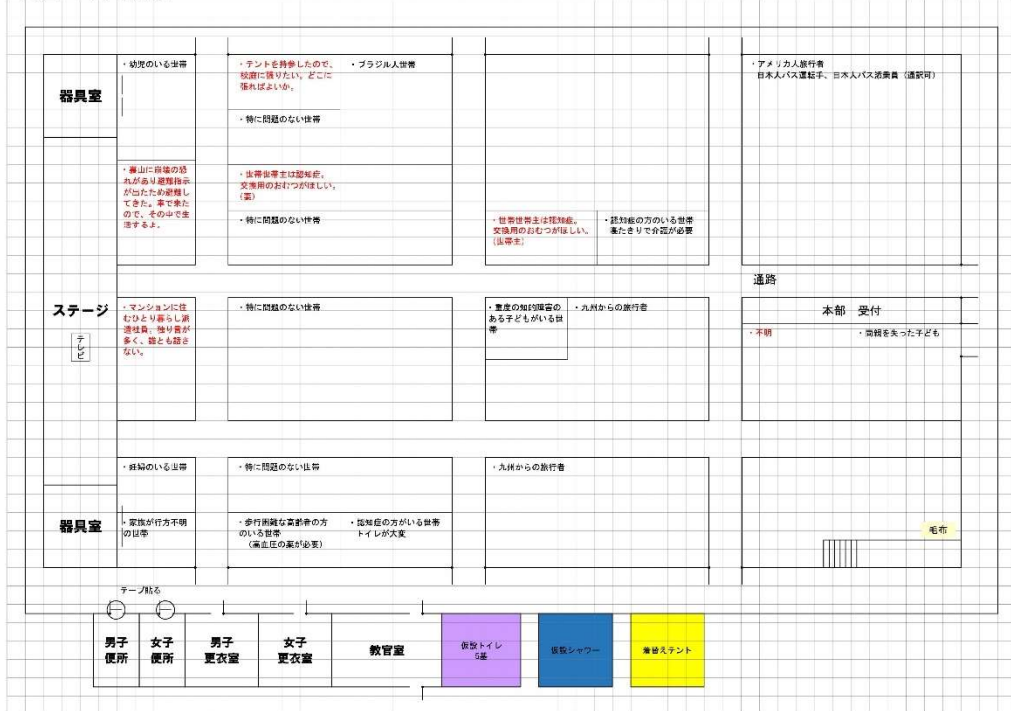 ・幼児のいる世帯
器具室
・テントを持参したので、
校庭に張りたい。どこに
張ればよいか。
・ブラジル人世帯
・特に問題のない世帯
・アメリカ人旅行者
日本人バス運転手、日本人バス添乗員（通訳可）
・裏山に崩壊の恐
れがあり避難指示
が出たため避難し
てきた。車で来た
ので、その中で生
活するよ。
・世帯世帯主は認知症。
交換用のおむつがほしい。
(妻)
・特に問題のない世帯
・世帯世帯主は認知症。
交換用のおむつがほしい。
(世帯主)
・認知症の方のいる世帯
寝たきりで介護が必要
通路
ステージ
テレビ
・マンションに住
むひとり暮らし派
遣社員。独り言が
多く、誰とも話さ
ない。
・特に問題のない世帯
・重度の知的障害の
ある子どもがいる世
帯
・九州からの旅行者
本部　受付
・不明
・両親を失った子ども
・妊婦のいる世帯
・特に問題のない世帯
・九州からの旅行者
器具室
・家族が行方不明
の世帯
・歩行困難な高齢者の方
のいる世帯
（高血圧の薬が必要）
・認知症の方がいる世帯
トイレが大変
毛布
テープ貼る
男子
便所
女子
便所
男子
更衣室
女子
更衣室
教官室
仮設トイレ
5基
仮設シャワー
着替えテント